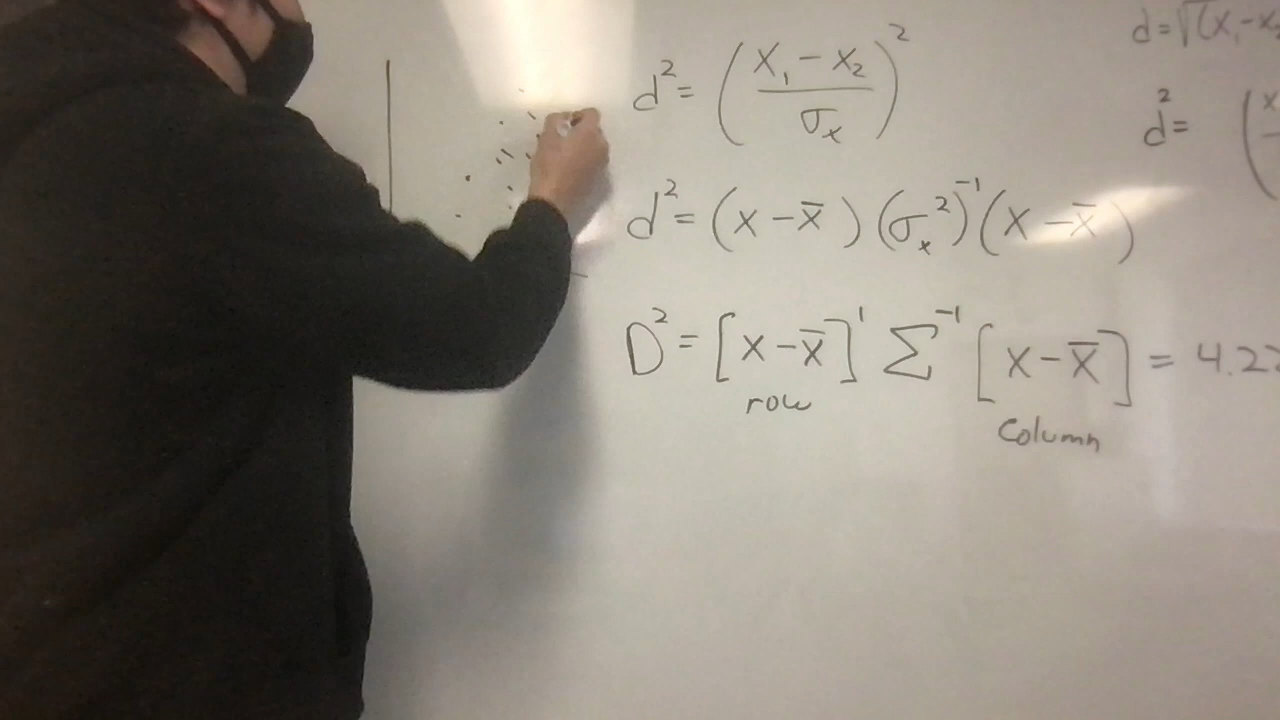 d² = (x₁ - x₂ / σₓ)²
d² = (x - x̄)(σₓ²)⁻¹(x - x̄)
D² = [x - x̄]' Σ⁻¹ [x - x̄] = 4.2
row column
d = √(x₁ - x
d² = (x